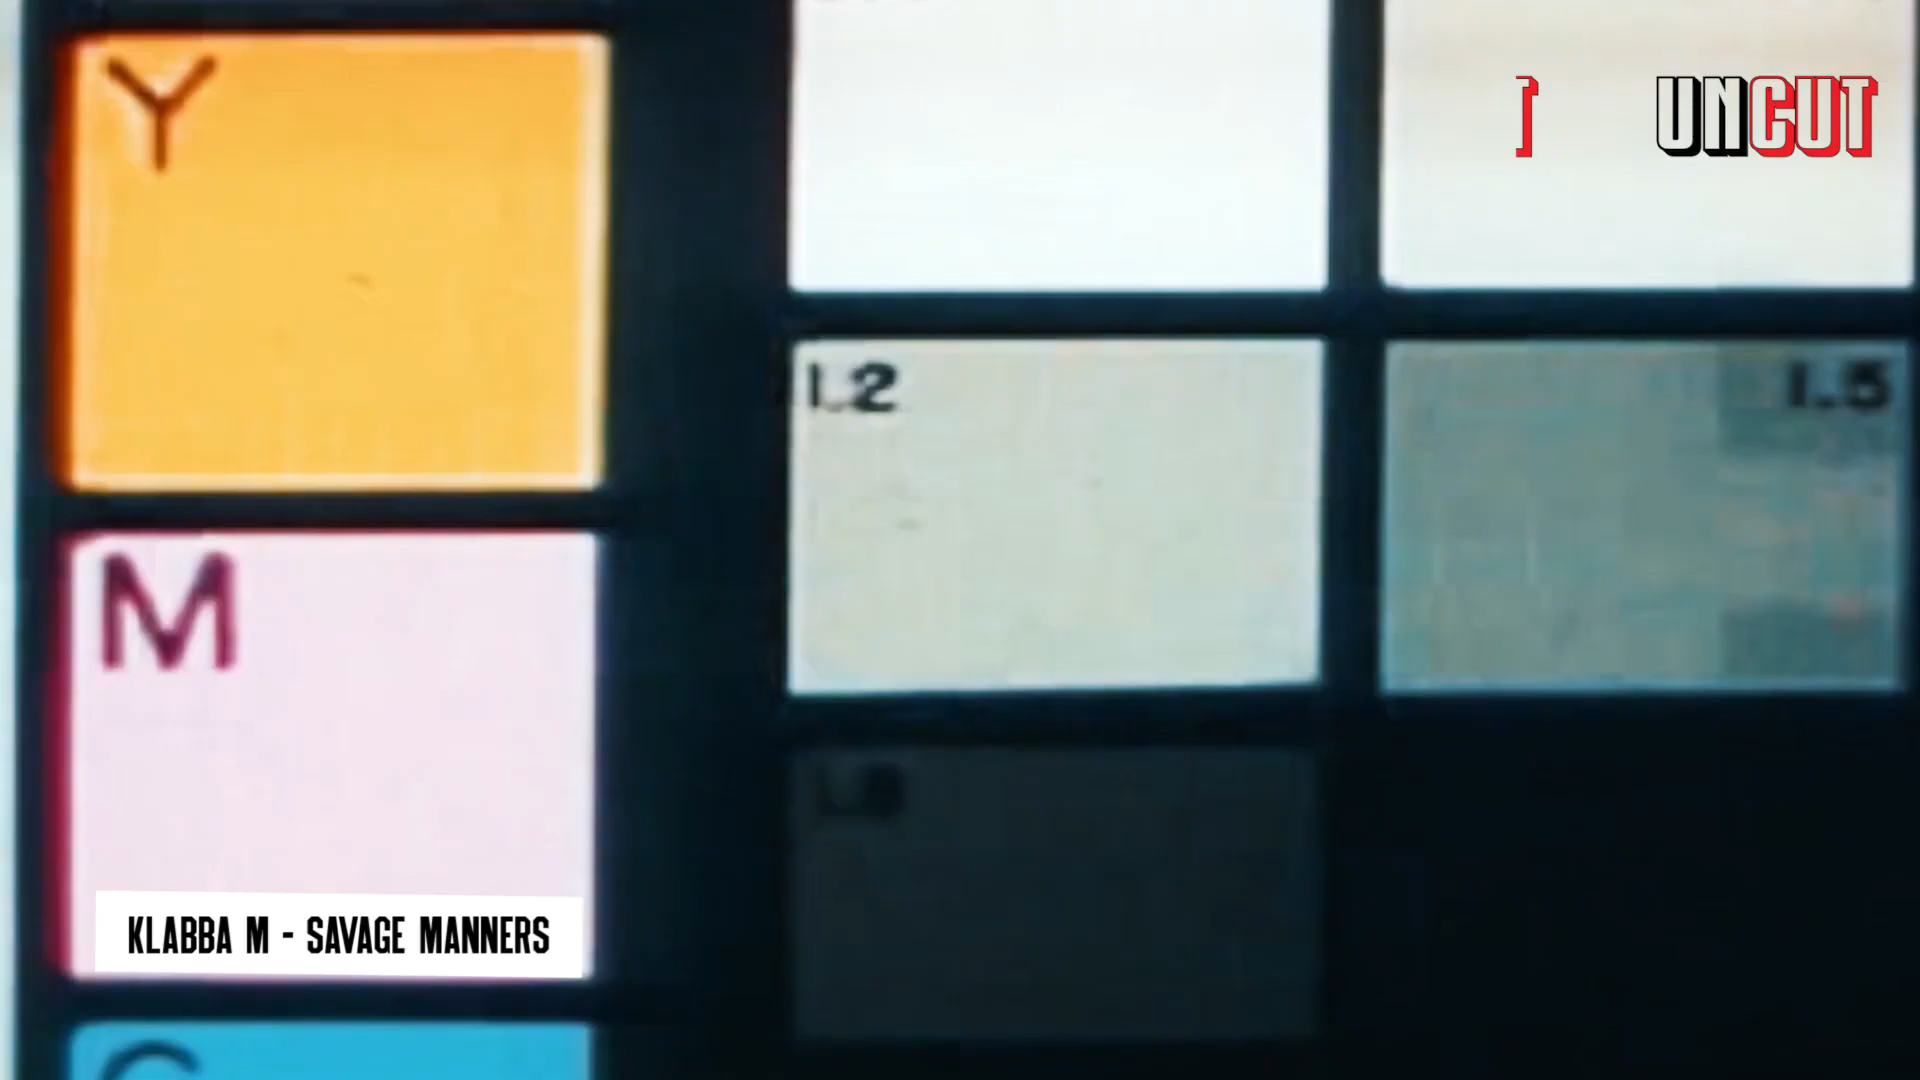 Y
UNCUT
1.2
1.5
M
KLABBA M - SAVAGE MANNERS
C